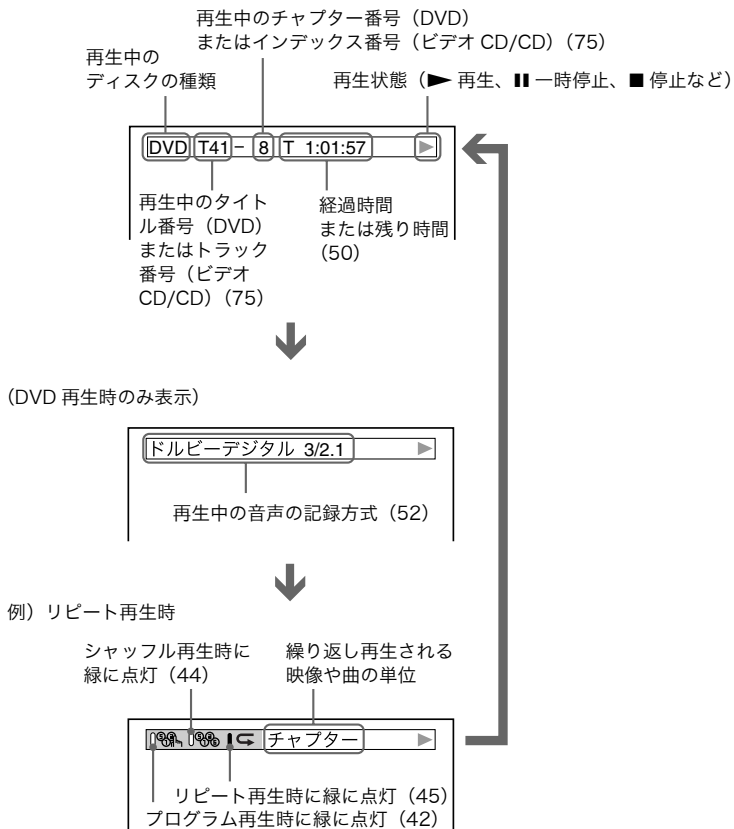 再生中のチャプター番号（DVD）
またはインデックス番号（ビデオ CD/CD）（75）
再生中の
ディスクの種類
再生状態（▶ 再生、❚❚ 一時停止、■ 停止など）
DVD T41 – 8 T 1:01:57 ▶
再生中のタイト
ル番号（DVD）
またはトラック
番号（ビデオ
CD/CD）（75）
経過時間
または残り時間
（50）
（DVD 再生時のみ表示）
ドルビーデジタル 3/2.1 ▶
再生中の音声の記録方式（52）
例）リピート再生時
シャッフル再生時に
緑に点灯（44）
繰り返し再生される
映像や曲の単位
チャプター ▶
リピート再生時に緑に点灯（45）
プログラム再生時に緑に点灯（42）